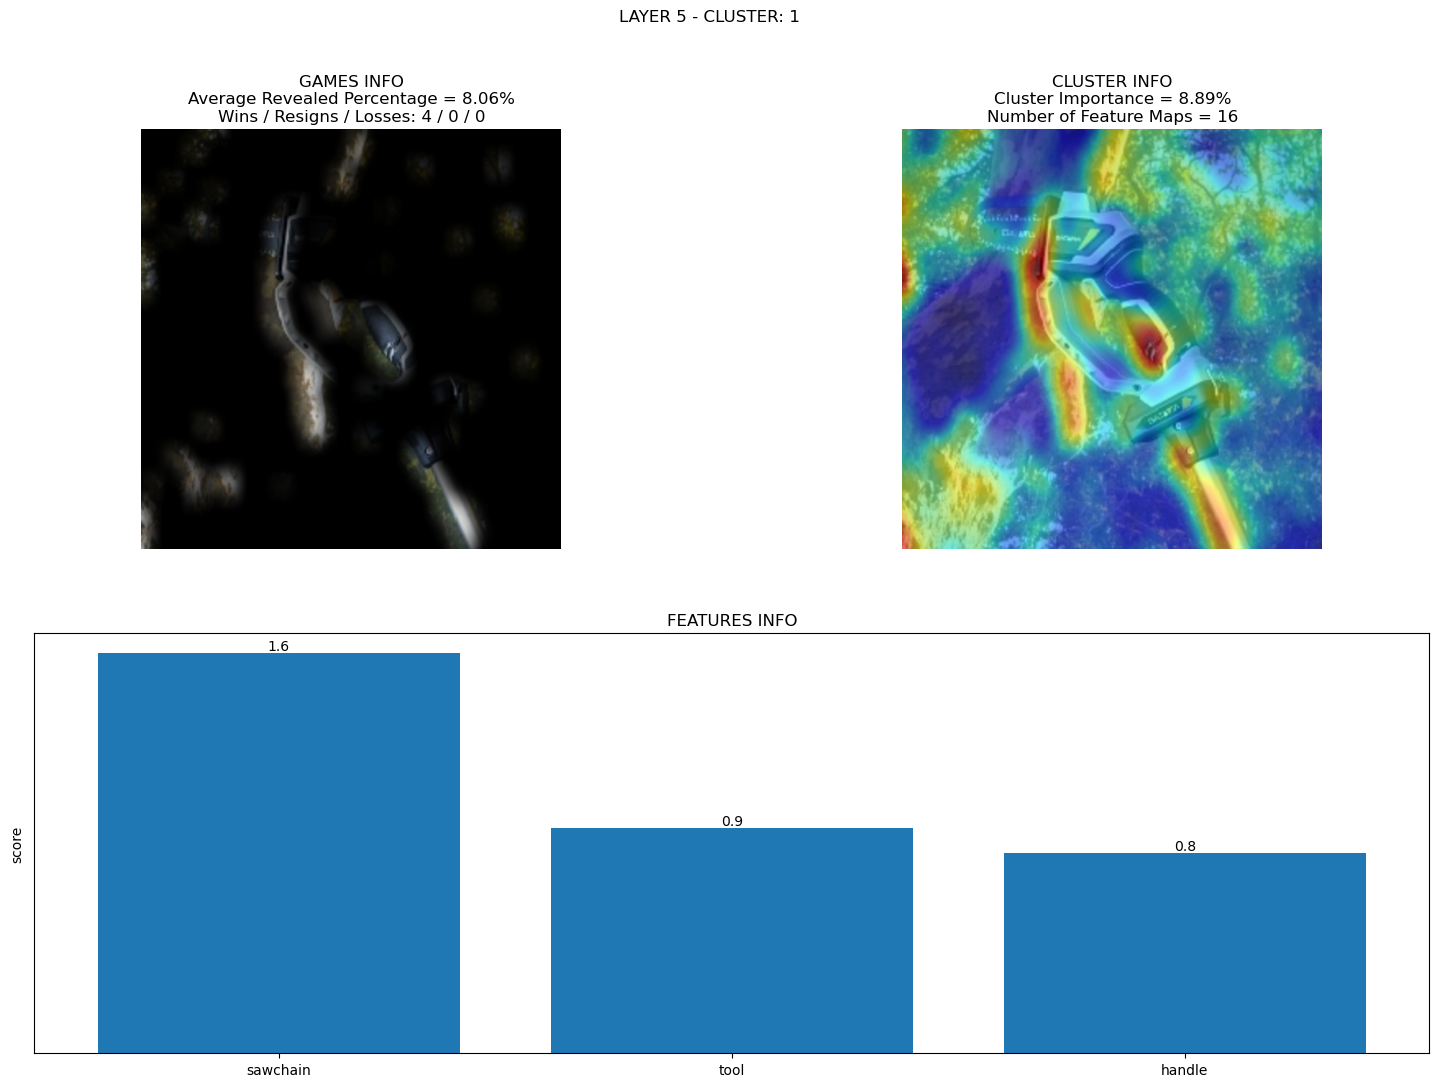 LAYER 5 - CLUSTER: 1
GAMES INFO
Average Revealed Percentage = 8.06%
Wins / Resigns / Losses: 4 / 0 / 0
CLUSTER INFO
Cluster Importance = 8.89%
Number of Feature Maps = 16
FEATURES INFO
score
1.6
0.9
0.8
sawchain
tool
handle